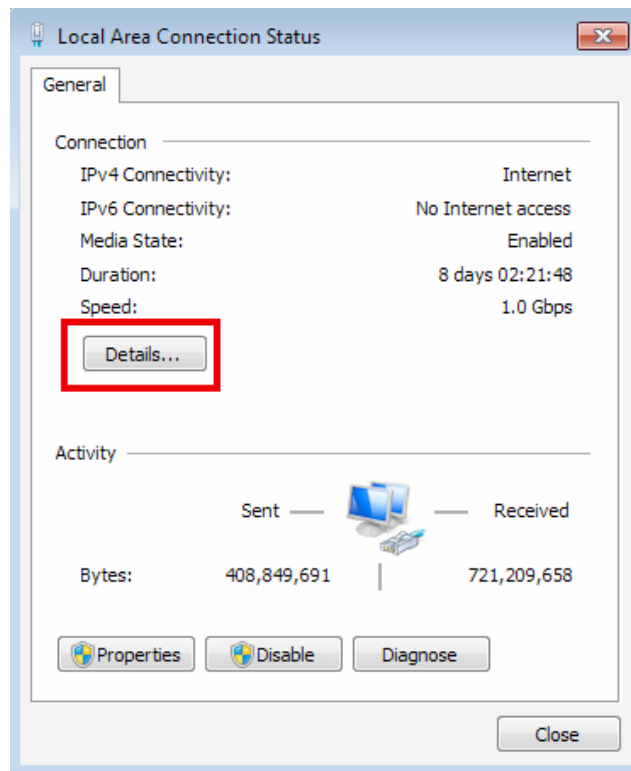 Local Area Connection Status
General
Connection
IPv4 Connectivity: Internet
IPv6 Connectivity: No Internet access
Media State: Enabled
Duration: 8 days 02:21:48
Speed: 1.0 Gbps
Details...
Activity
Sent Received
Bytes: 408,849,691 721,209,658
Properties Disable Diagnose
Close